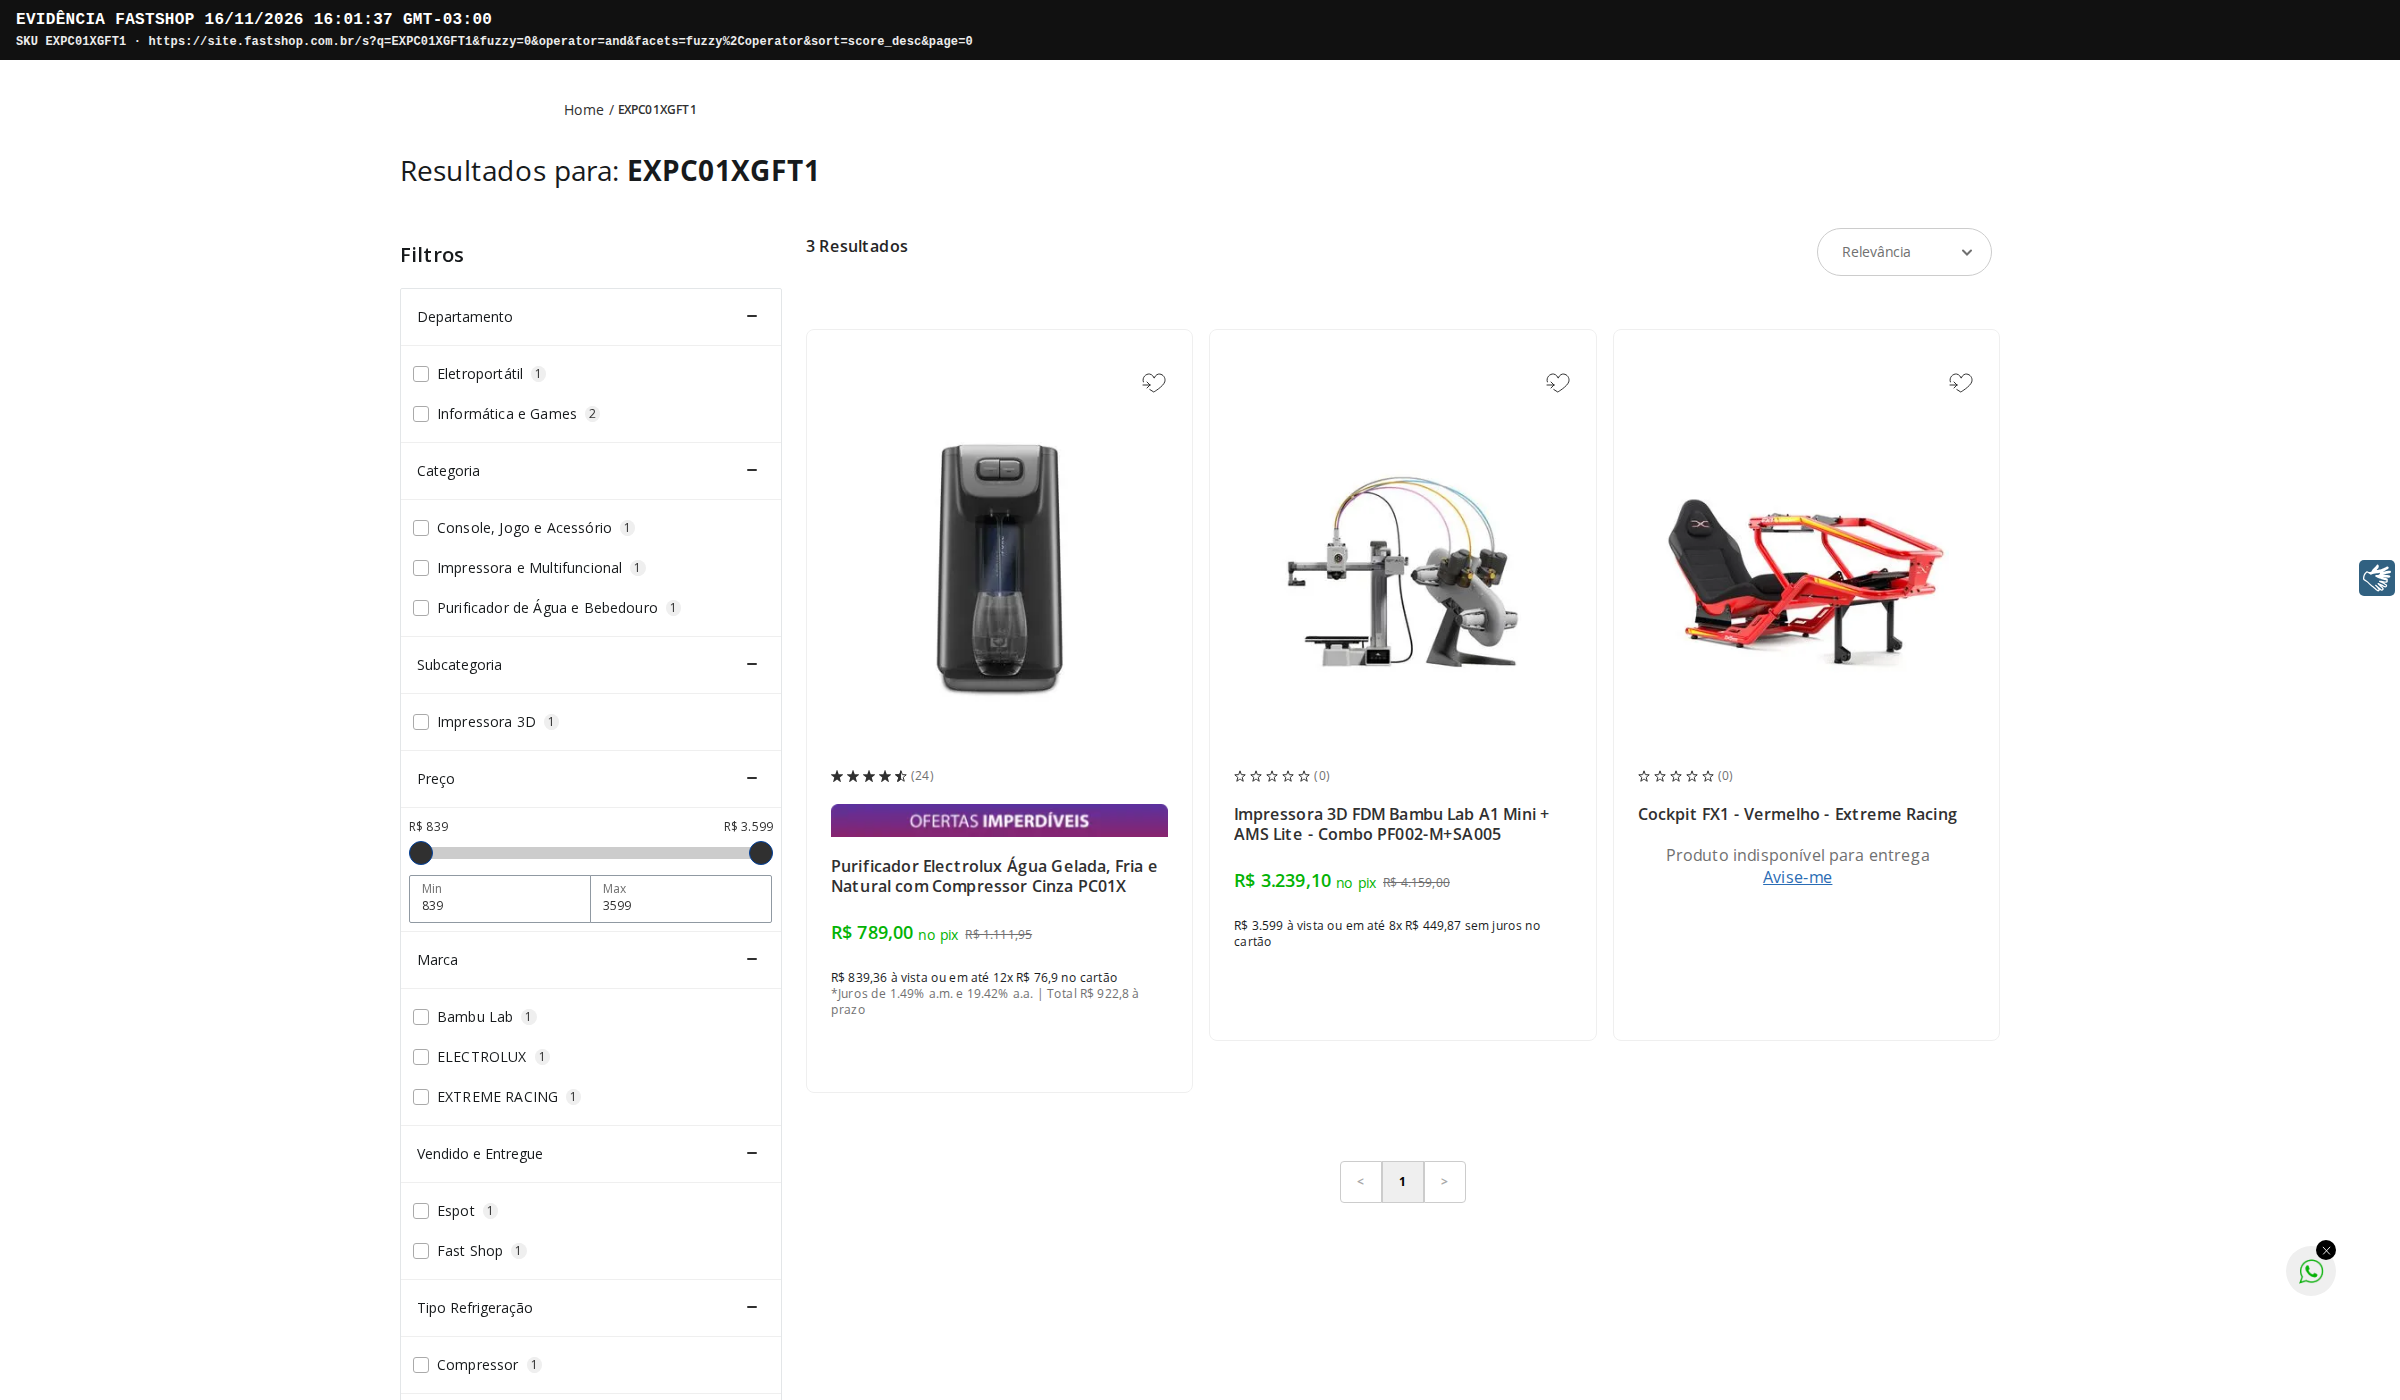 EVIDÊNCIA FASTSHOP 16/11/2026 16:01:37 GMT-03:00
SKU EXPC01XGFT1 · https://site.fastshop.com.br/s?q=EXPC01XGFT1&fuzzy=0&operator=and&facets=fuzzy%2Coperator&sort=score_desc&page=0
Home / EXPC01XGFT1
Resultados para: EXPC01XGFT1
Filtros
Departamento
Eletroportátil 1
Informática e Games 2
Categoria
Console, Jogo e Acessório 1
Impressora e Multifuncional 1
Purificador de Água e Bebedouro 1
Subcategoria
Impressora 3D 1
Preço
R$ 839 R$ 3.599
Min Max
839 3599
Marca
Bambu Lab 1
ELECTROLUX 1
EXTREME RACING 1
Vendido e Entregue
Espot 1
Fast Shop 1
Tipo Refrigeração
Compressor 1
3 Resultados
Relevância
(24)
OFERTAS IMPERDÍVEIS
Purificador Electrolux Água Gelada, Fria e
Natural com Compressor Cinza PC01X
R$ 789,00 no pix R$ 1.111,95
R$ 839,36 à vista ou em até 12x R$ 76,9 no cartão
*Juros de 1.49% a.m. e 19.42% a.a. | Total R$ 922,8 à
prazo
(0)
Impressora 3D FDM Bambu Lab A1 Mini +
AMS Lite - Combo PF002-M+SA005
R$ 3.239,10 no pix R$ 4.159,00
R$ 3.599 à vista ou em até 8x R$ 449,87 sem juros no
cartão
(0)
Cockpit FX1 - Vermelho - Extreme Racing
Produto indisponível para entrega
Avise-me
< 1 >